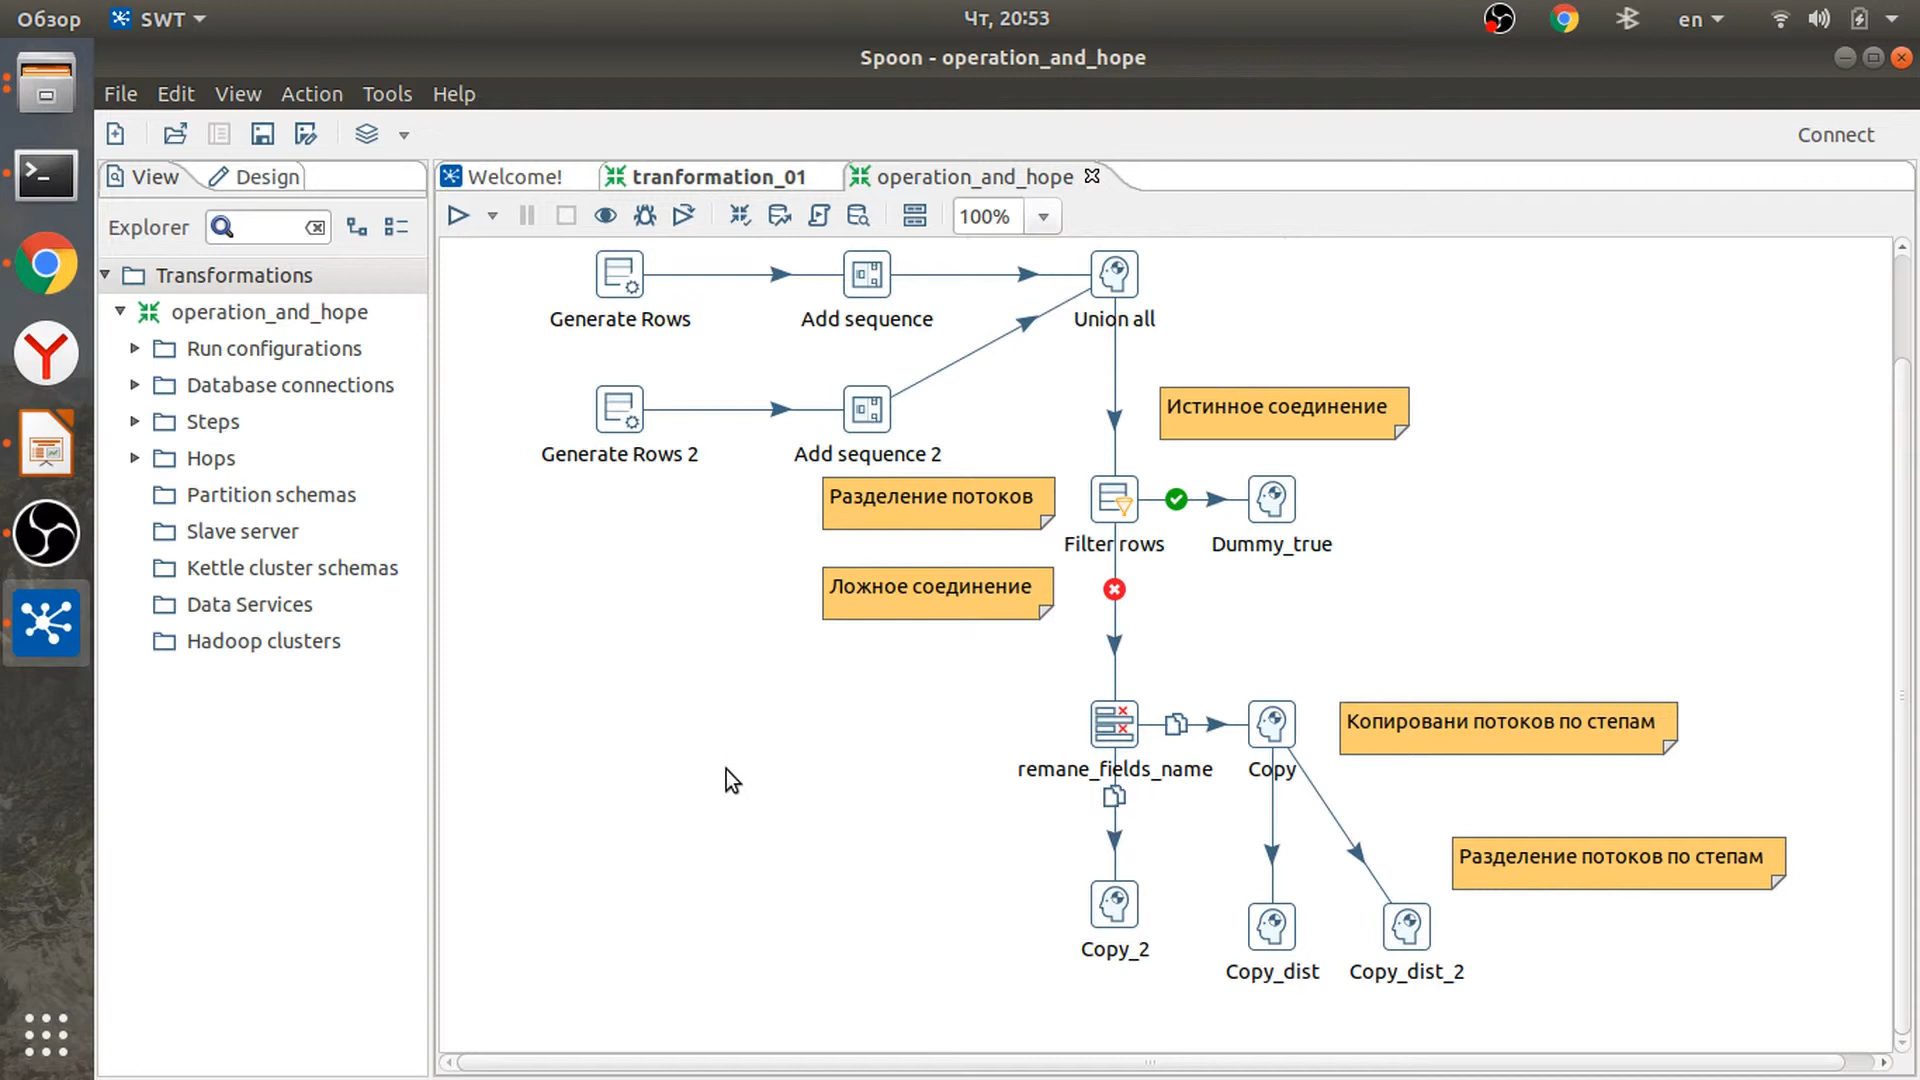 Обзор
SWT
Чт, 20:53
en
Spoon - operation_and_hope
File Edit View Action Tools Help
Connect
View
Design
Welcome!
tranformation_01
operation_and_hope
Explorer
100%
Transformations
operation_and_hope
Run configurations
Database connections
Steps
Hops
Partition schemas
Slave server
Kettle cluster schemas
Data Services
Hadoop clusters
Generate Rows
Add sequence
Union all
Истинное соединение
Generate Rows 2
Add sequence 2
Разделение потоков
Filter rows
Dummy_true
Ложное соединение
Копировани потоков по степам
remane_fields_name
Copy
Разделение потоков по степам
Copy_2
Copy_dist
Copy_dist_2